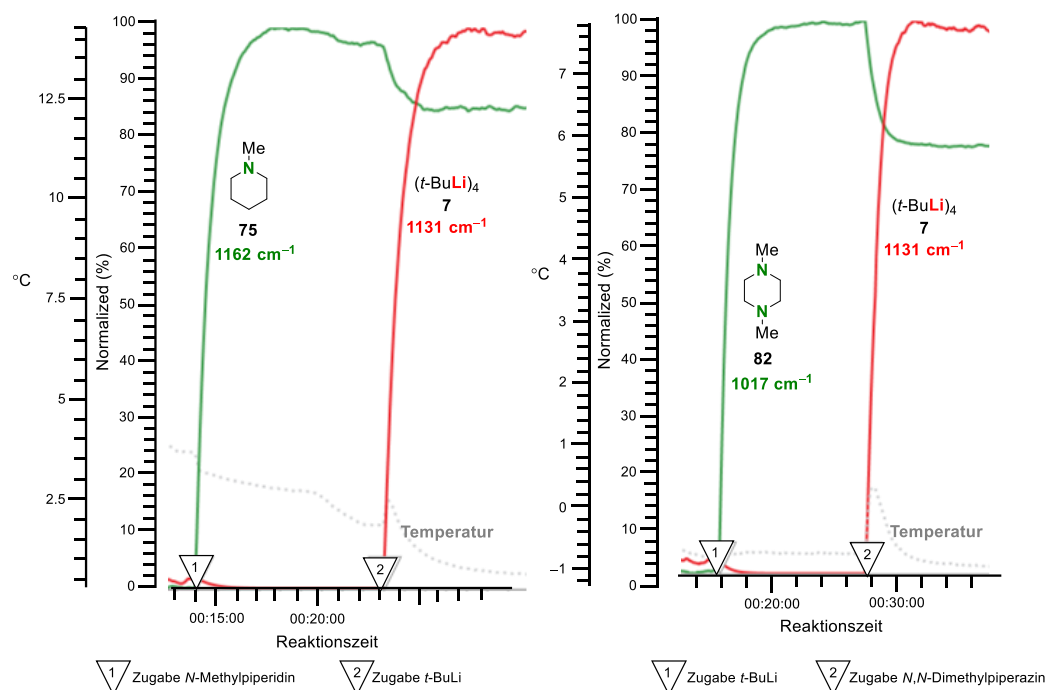 °C
12.5
10
7.5
5
2.5
Normalized (%)
100
90
80
70
60
50
40
30
20
10
0
Me
N
75
1162 cm⁻¹
(t-BuLi)₄
7
1131 cm⁻¹
Temperatur
1
2
00:15:00
00:20:00
Reaktionszeit
1 Zugabe N-Methylpiperidin
2 Zugabe t-BuLi
°C
7
6
5
4
3
2
1
0
–1
Normalized (%)
100
90
80
70
60
50
40
30
20
10
0
Me
N
N
Me
82
1017 cm⁻¹
(t-BuLi)₄
7
1131 cm⁻¹
Temperatur
1
2
00:20:00
00:30:00
Reaktionszeit
1 Zugabe t-BuLi
2 Zugabe N,N-Dimethylpiperazin